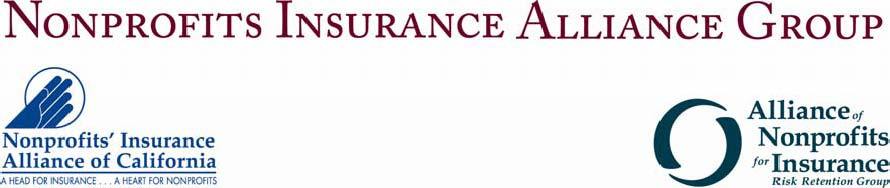 Nonprofits Insurance Alliance Group
Nonprofits' Insurance
Alliance of California
A HEAD FOR INSURANCE . . . A HEART FOR NONPROFITS
Alliance of
Nonprofits
for Insurance
Risk Retention Group